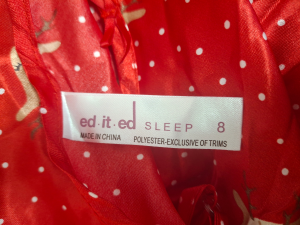 ed·it·ed SLEEP 8
MADE IN CHINA POLYESTER-EXCLUSIVE OF TRIMS